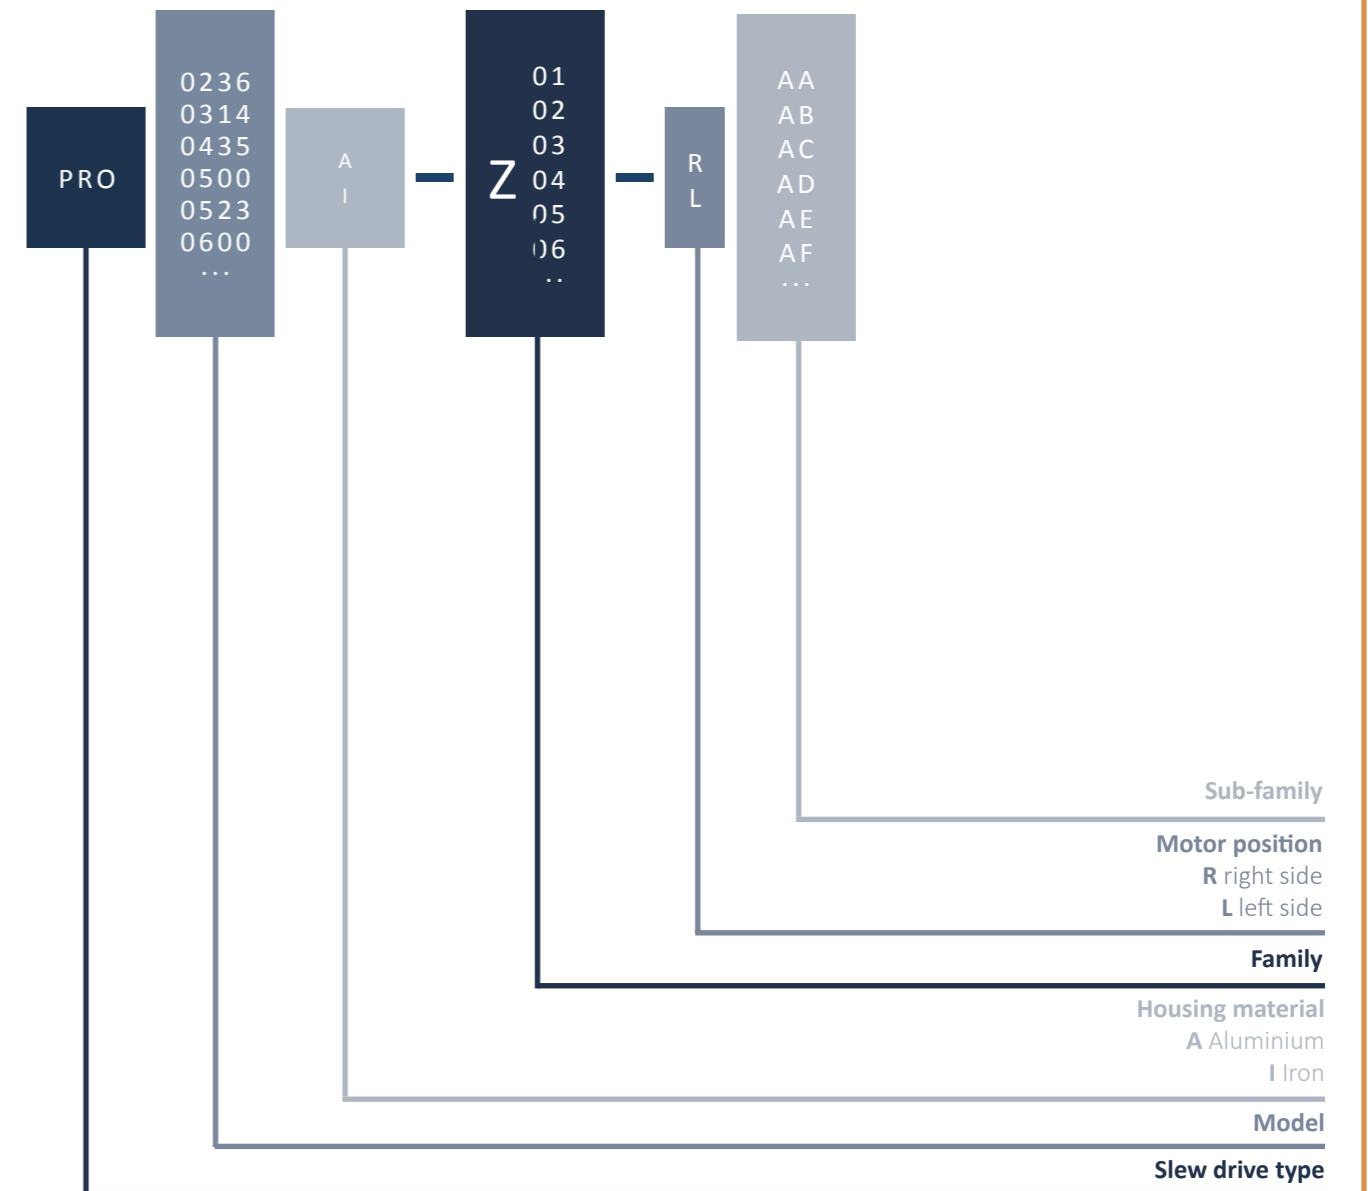 PRO
0236
0314
0435
0500
0523
0600
...
A
I
Z
01
02
03
04
05
06
..
R
L
AA
AB
AC
AD
AE
AF
...
Sub-family
Motor position
R right side
L left side
Family
Housing material
A Aluminium
I Iron
Model
Slew drive type